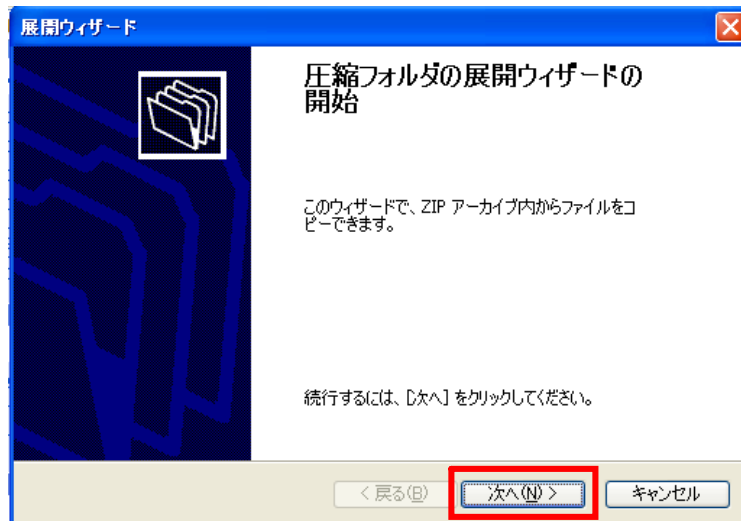 展開ウィザード
圧縮フォルダの展開ウィザードの
開始
このウィザードで、ZIP アーカイブ内からファイルをコ
ピーできます。
続行するには、[次へ] をクリックしてください。
< 戻る(B)
次へ(N) >
キャンセル